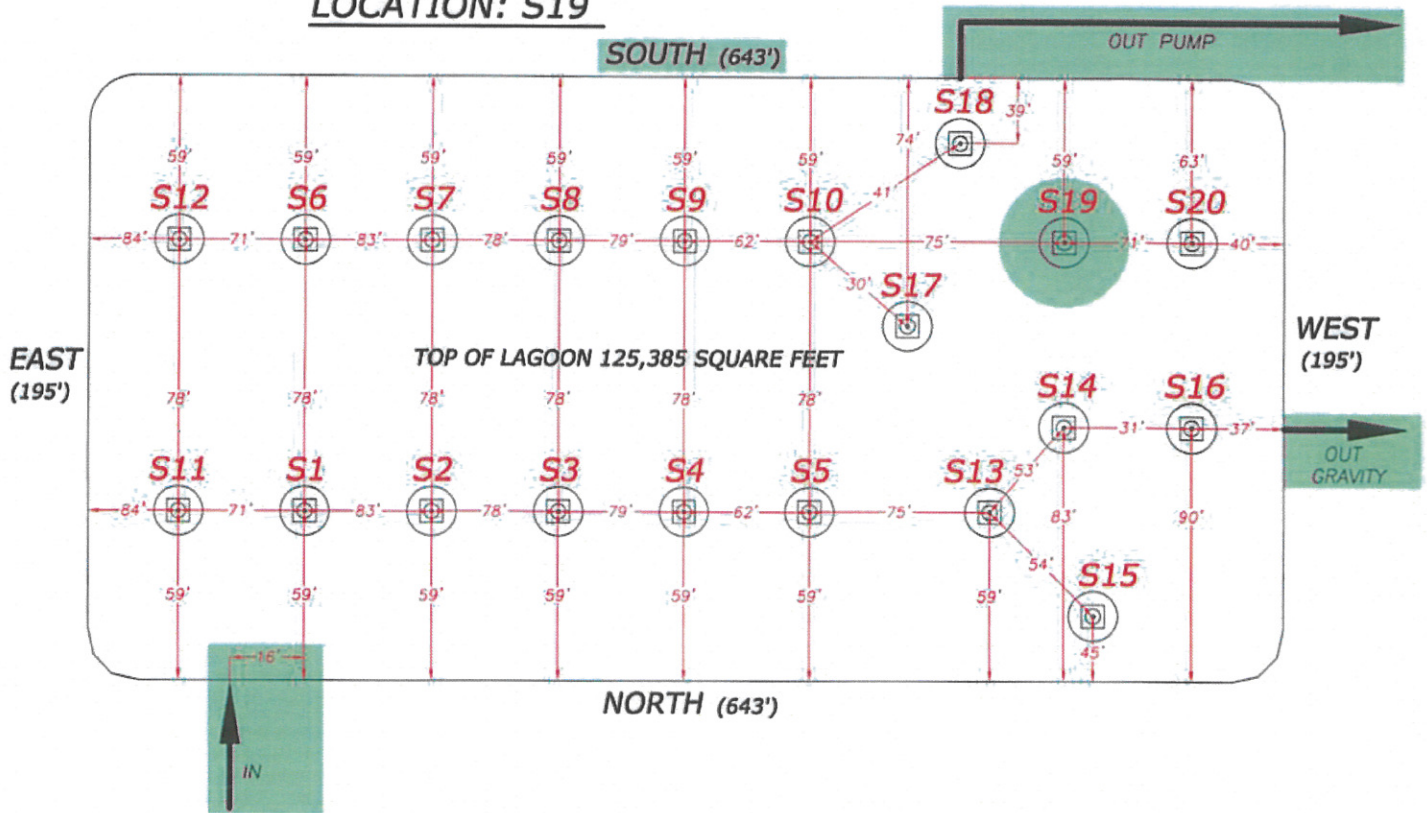 LOCATION: S19
SOUTH (643')
OUT PUMP
S18
39'
74'
59' 59' 59' 59' 59' 59' 59' 63'
S12 S6 S7 S8 S9 S10 S19 S20
41'
84' 71' 83' 78' 79' 62' 75' 71' 40'
30'
S17
EAST
(195')
TOP OF LAGOON 125,385 SQUARE FEET
WEST
(195')
78' 78' 78' 78' 78' 78'
S14 S16
31' 37'
OUT
GRAVITY
S11 S1 S2 S3 S4 S5 S13
53'
84' 71' 83' 78' 79' 62' 75' 83' 90'
54'
S15
59' 59' 59' 59' 59' 59' 59'
45'
16'
NORTH (643')
IN